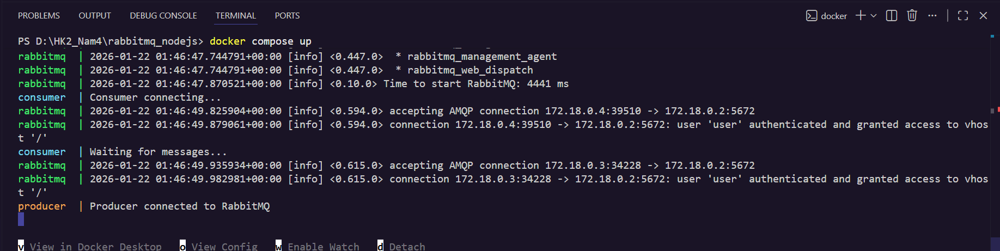 PROBLEMS OUTPUT DEBUG CONSOLE TERMINAL PORTS docker
PS D:\HK2_Nam4\rabbitmq_nodejs> docker compose up
rabbitmq | 2026-01-22 01:46:47.744791+00:00 [info] <0.447.0>  * rabbitmq_management_agent
rabbitmq | 2026-01-22 01:46:47.744791+00:00 [info] <0.447.0>  * rabbitmq_web_dispatch
rabbitmq | 2026-01-22 01:46:47.870521+00:00 [info] <0.10.0> Time to start RabbitMQ: 4441 ms
consumer | Consumer connecting...
rabbitmq | 2026-01-22 01:46:49.825904+00:00 [info] <0.594.0> accepting AMQP connection 172.18.0.4:39510 -> 172.18.0.2:5672
rabbitmq | 2026-01-22 01:46:49.879061+00:00 [info] <0.594.0> connection 172.18.0.4:39510 -> 172.18.0.2:5672: user 'user' authenticated and granted access to vhos
t '/'
consumer | Waiting for messages...
rabbitmq | 2026-01-22 01:46:49.935934+00:00 [info] <0.615.0> accepting AMQP connection 172.18.0.3:34228 -> 172.18.0.2:5672
rabbitmq | 2026-01-22 01:46:49.982981+00:00 [info] <0.615.0> connection 172.18.0.3:34228 -> 172.18.0.2:5672: user 'user' authenticated and granted access to vhos
t '/'
producer | Producer connected to RabbitMQ
v View in Docker Desktop o View Config w Enable Watch d Detach